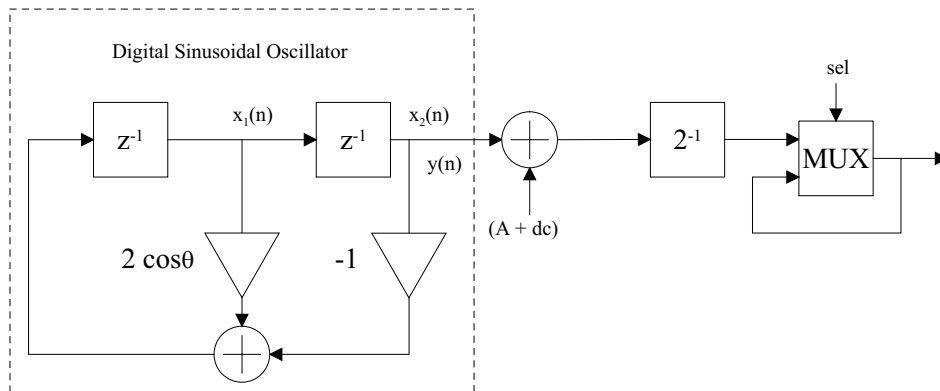 Digital Sinusoidal Oscillator
sel
x₁(n)
x₂(n)
z⁻¹
z⁻¹
2⁻¹
MUX
y(n)
(A + dc)
2 cosθ
-1